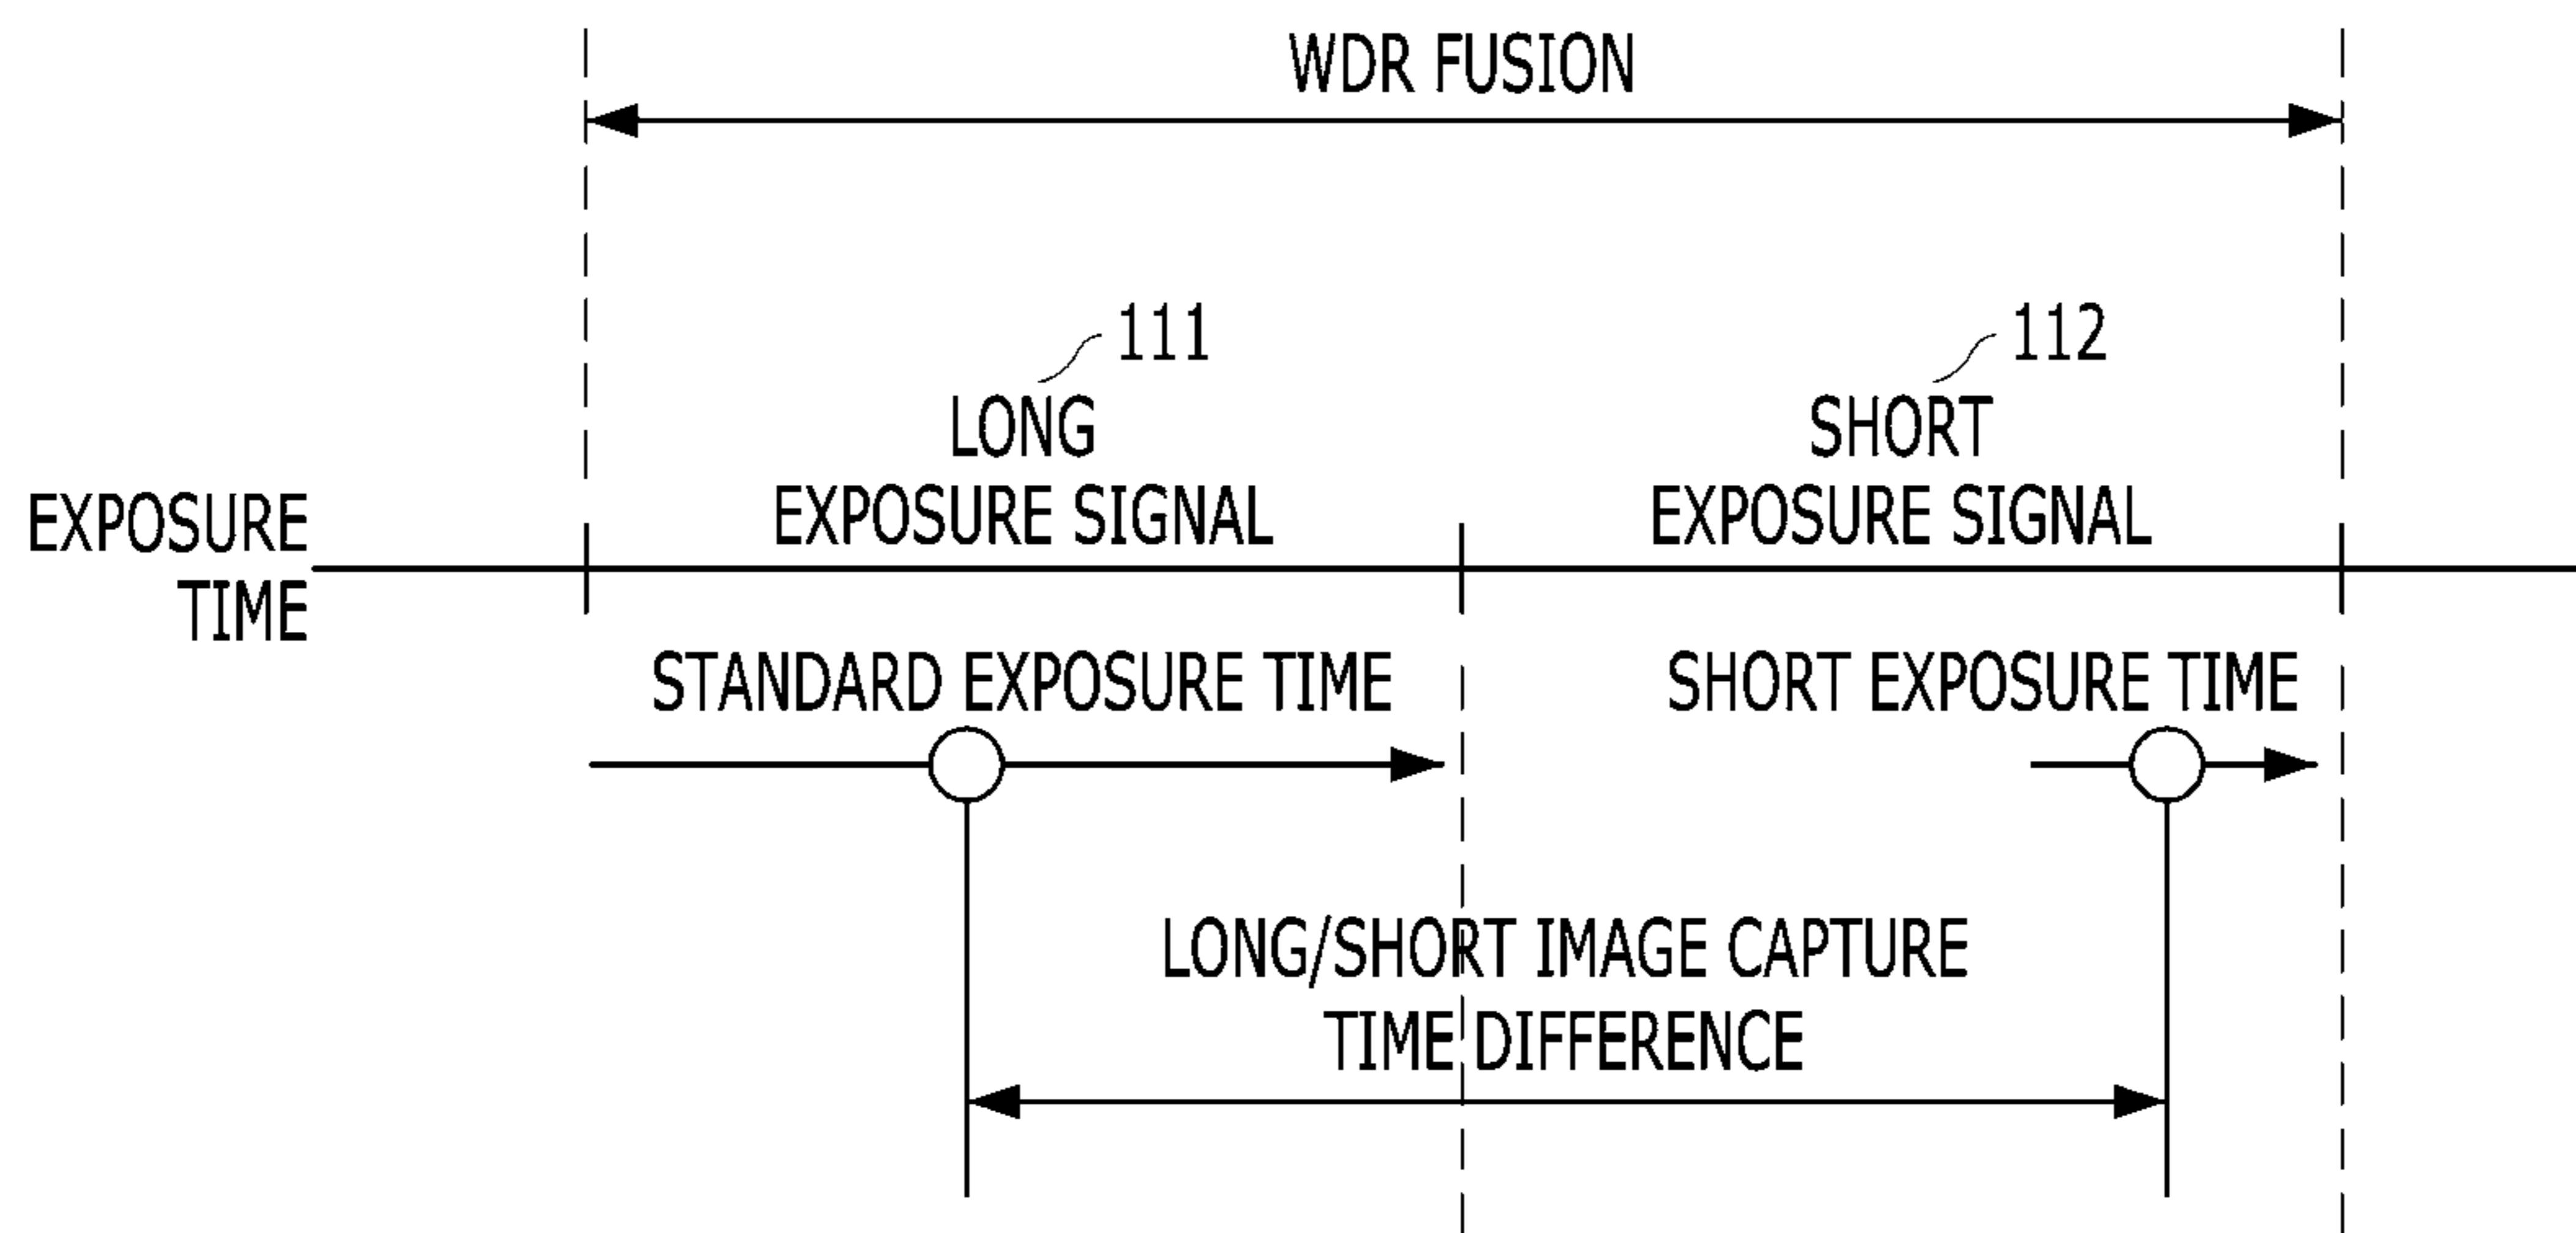 WDR FUSION
111
112
LONG
EXPOSURE SIGNAL
SHORT
EXPOSURE SIGNAL
EXPOSURE
TIME
STANDARD EXPOSURE TIME
SHORT EXPOSURE TIME
LONG/SHORT IMAGE CAPTURE
TIME DIFFERENCE